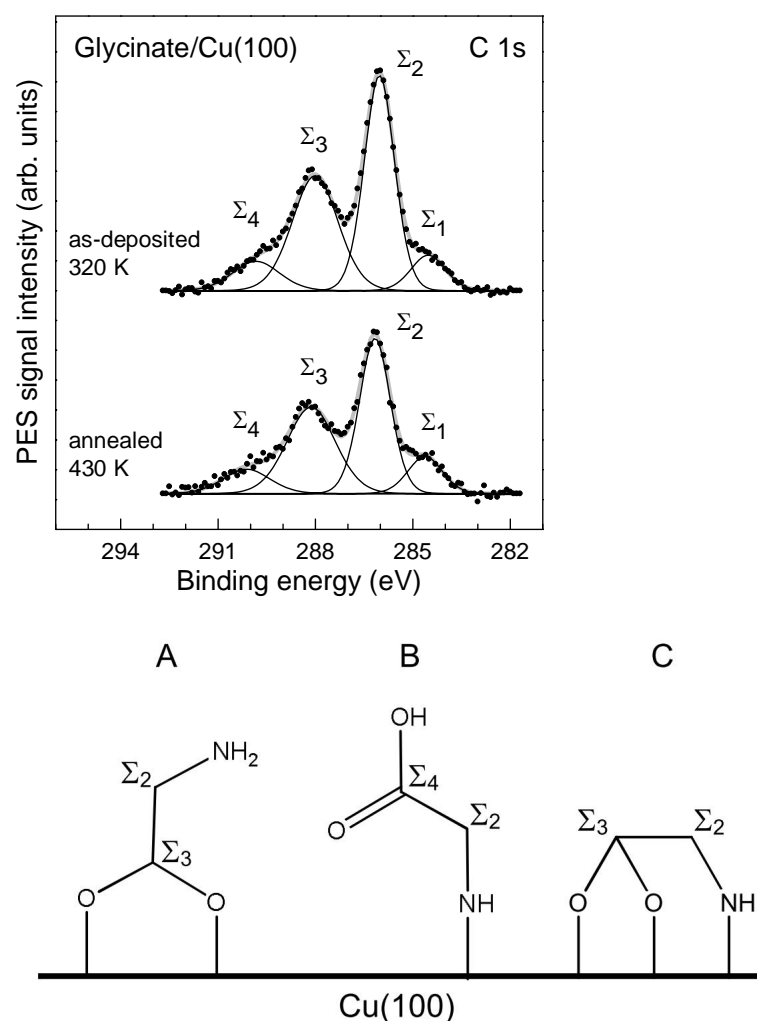 Glycinate/Cu(100) C 1s
Σ2
Σ3
Σ4
Σ1
as-deposited
320 K
Σ2
Σ3
Σ4
Σ1
annealed
430 K
PES signal intensity (arb. units)
294 291 288 285 282
Binding energy (eV)
A B C
OH
NH2
Σ2
Σ4
Σ3
Σ2
O
Σ2
Σ3
O O
NH
O O NH
Cu(100)